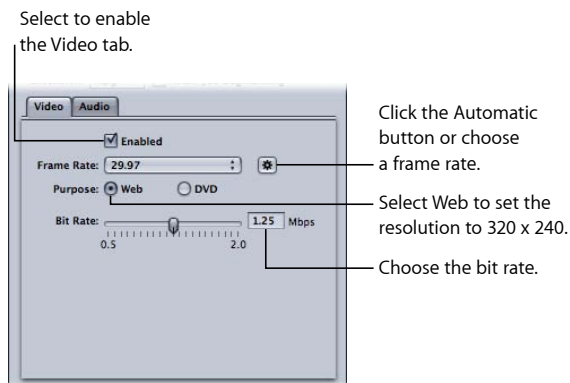 Select to enable
the Video tab.
Video Audio
Enabled
Frame Rate: 29.97
Purpose: Web DVD
Bit Rate: 1.25 Mbps
0.5 2.0
Click the Automatic
button or choose
a frame rate.
Select Web to set the
resolution to 320 x 240.
Choose the bit rate.